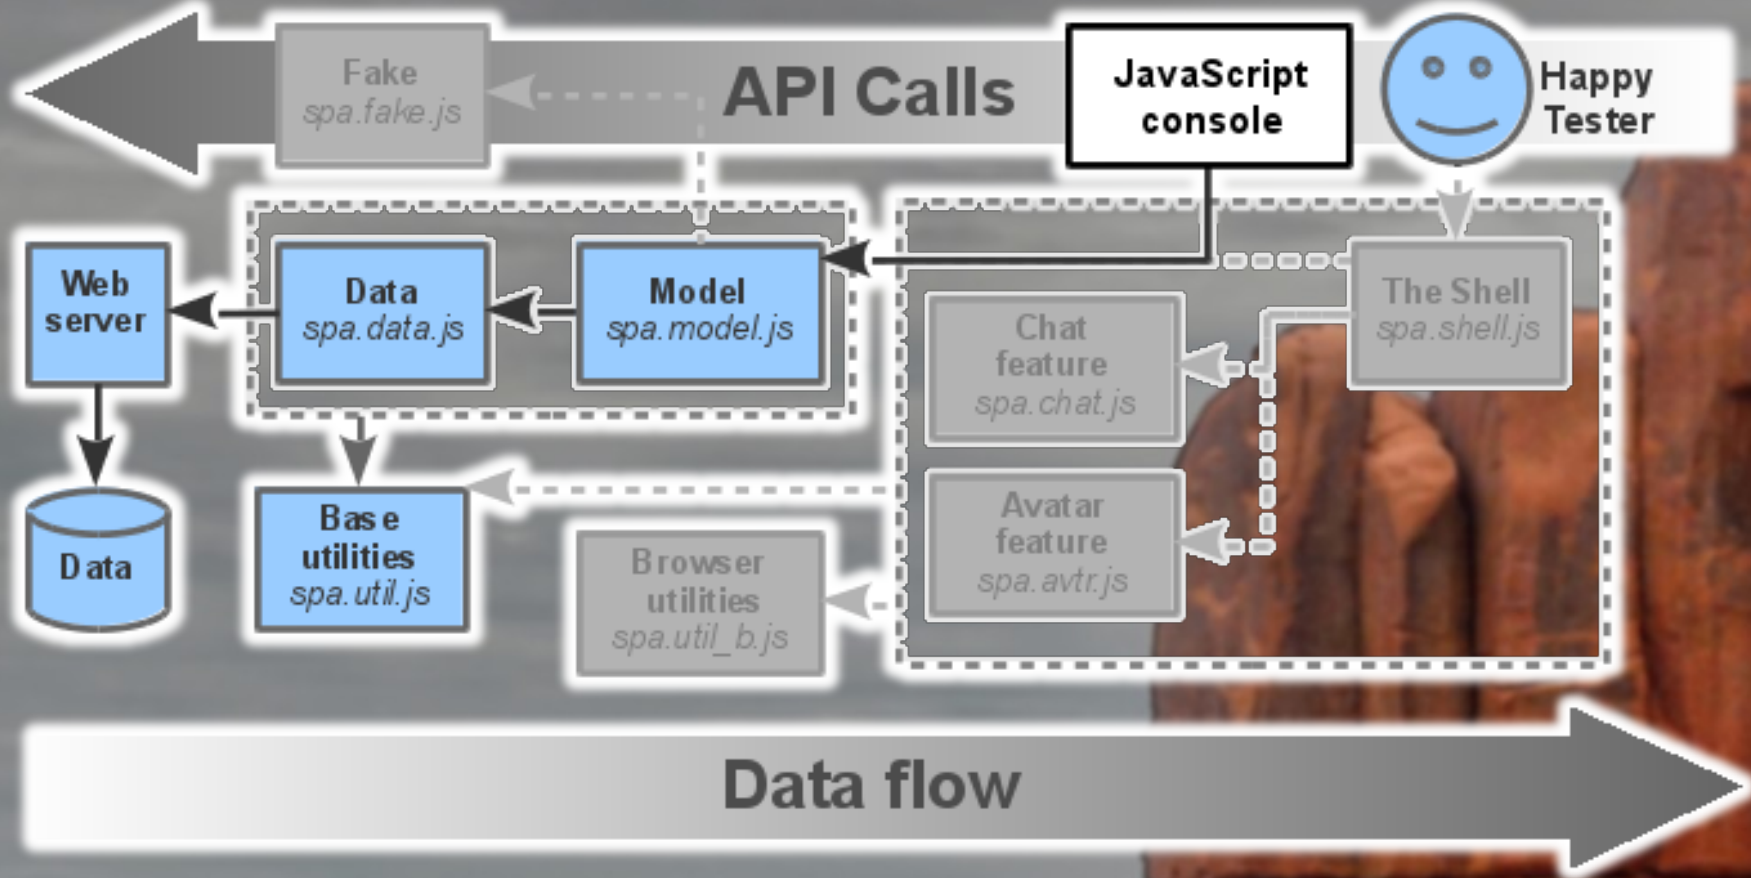 Fake
spa.fake.js
API Calls
JavaScript
console
Happy
Tester
Web
server
Data
spa.data.js
Model
spa.model.js
The Shell
spa.shell.js
Chat
feature
spa.chat.js
Avatar
feature
spa.avtr.js
Data
Base
utilities
spa.util.js
Browser
utilities
spa.util_b.js
Data flow